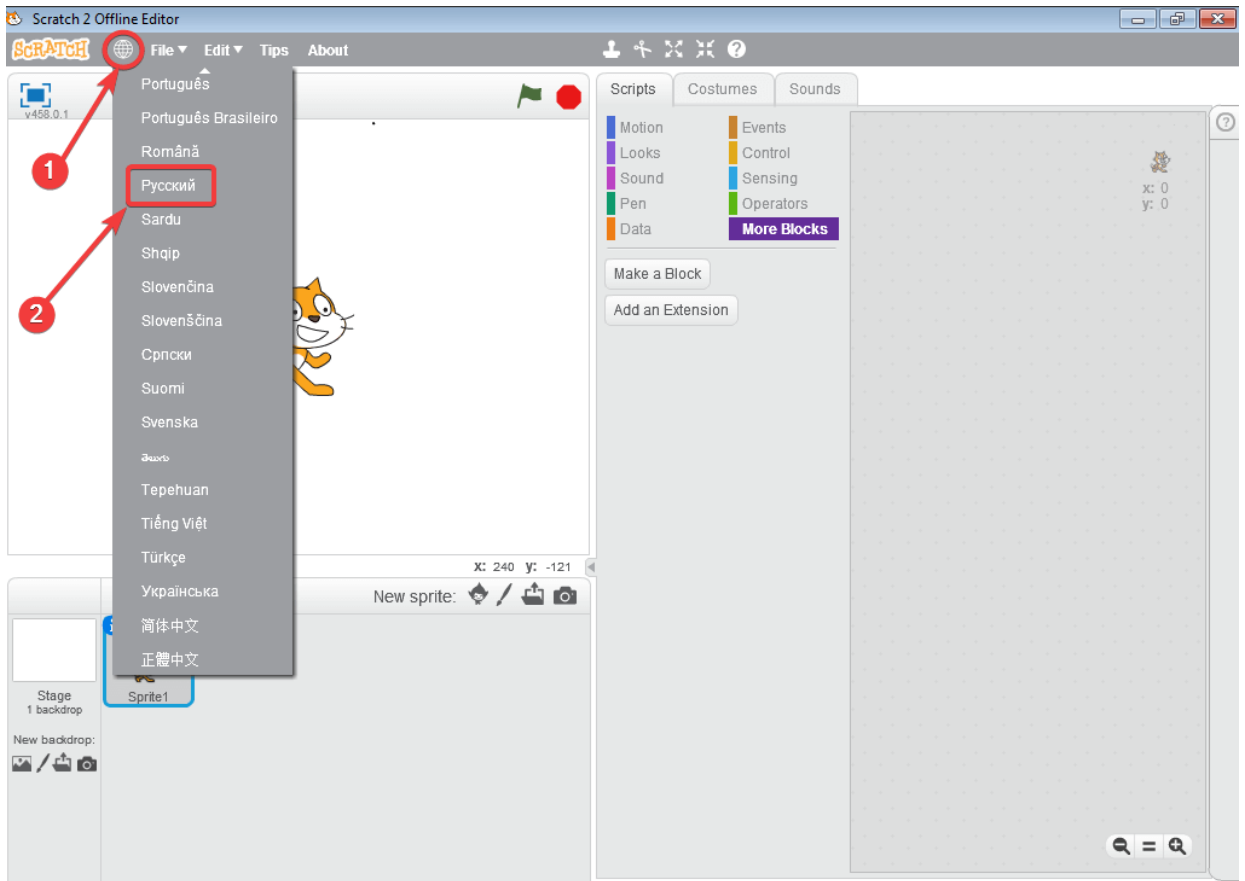 Scratch 2 Offline Editor
SCRATCH File Edit Tips About
v458.0.1
1
2
Português
Português Brasileiro
Română
Русский
Sardu
Shqip
Slovenčina
Slovenščina
Српски
Suomi
Svenska
తెలుగు
Tepehuan
Tiếng Việt
Türkçe
Українська
简体中文
正體中文
x: 240 y: -121
New sprite:
Stage
1 backdrop
Sprite1
New backdrop:
Scripts Costumes Sounds
Motion Events
Looks Control
Sound Sensing
Pen Operators
Data More Blocks
Make a Block
Add an Extension
x: 0
y: 0